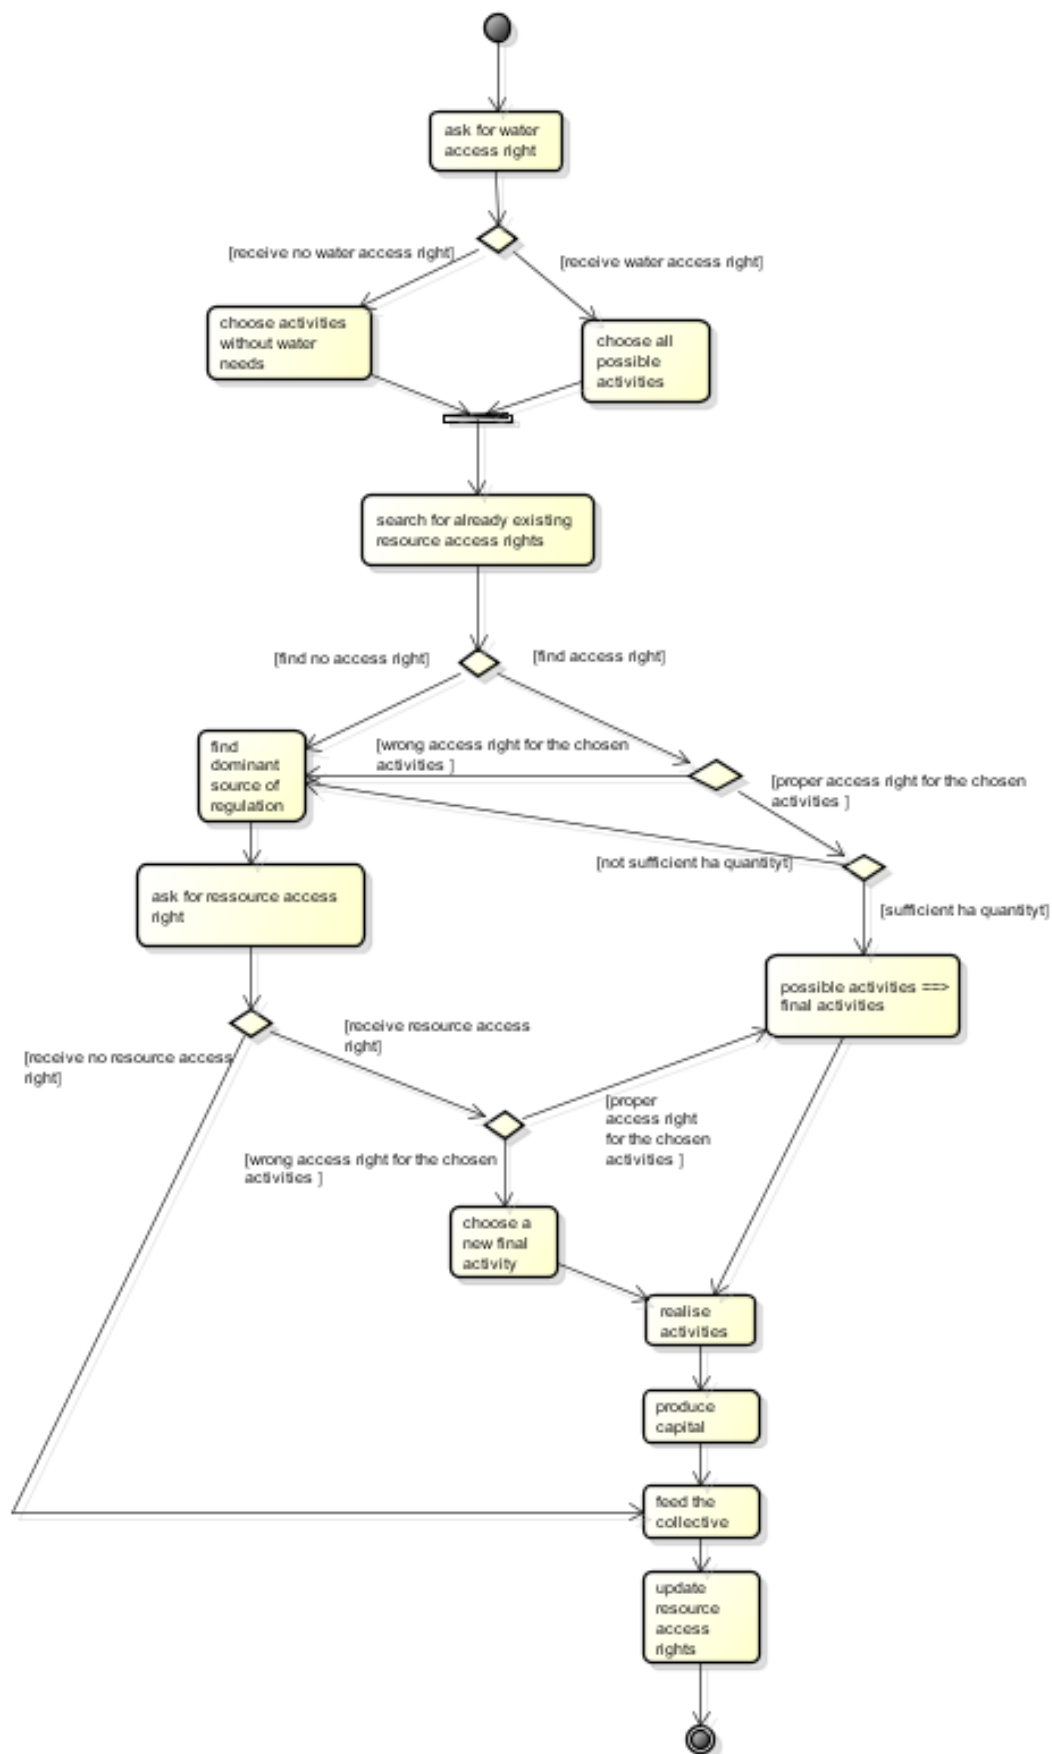 ask for water
access right
[receive no water access right]
[receive water access right]
choose activities
without water
needs
choose all
possible
activities
search for already existing
resource access rights
[find no access right]
[find access right]
find
dominant
source of
regulation
[wrong access right for the chosen
activities ]
[proper access right for the chosen
activities ]
[not sufficient ha quantityt]
[sufficient ha quantityt]
ask for ressource access
right
possible activities ==>
final activities
[receive no resource access
right]
[receive resource access
right]
[proper
access right
for the chosen
activities ]
[wrong access right for the chosen
activities ]
choose a
new final
activity
realise
activities
produce
capital
feed the
collective
update
resource
access
rights